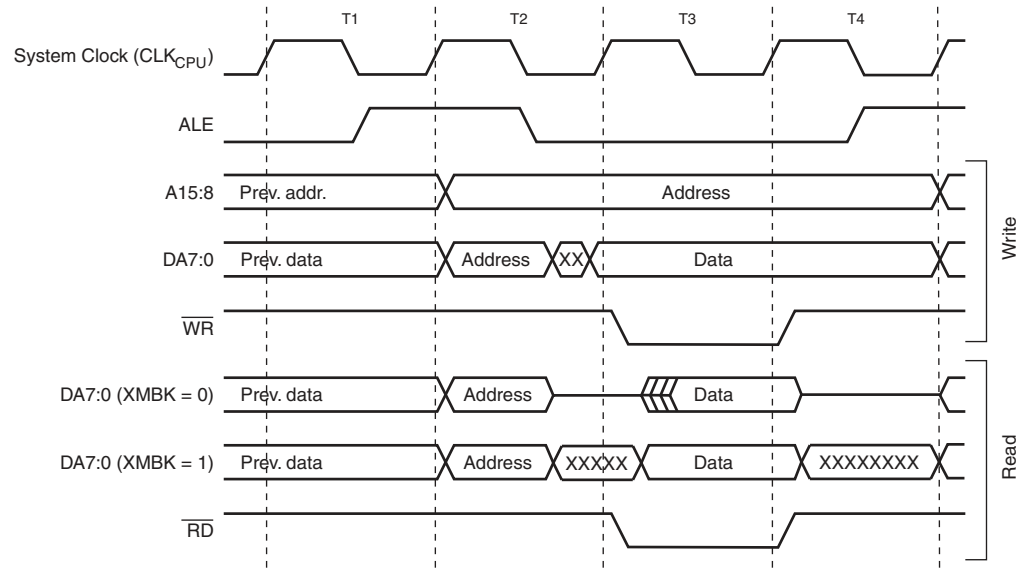 T1 T2 T3 T4
System Clock (CLKCPU)
ALE
A15:8 Prev. addr. Address
DA7:0 Prev. data Address XX Data
WR
Write
DA7:0 (XMBK = 0) Prev. data Address Data
DA7:0 (XMBK = 1) Prev. data Address XXXXX Data XXXXXXXX
RD
Read